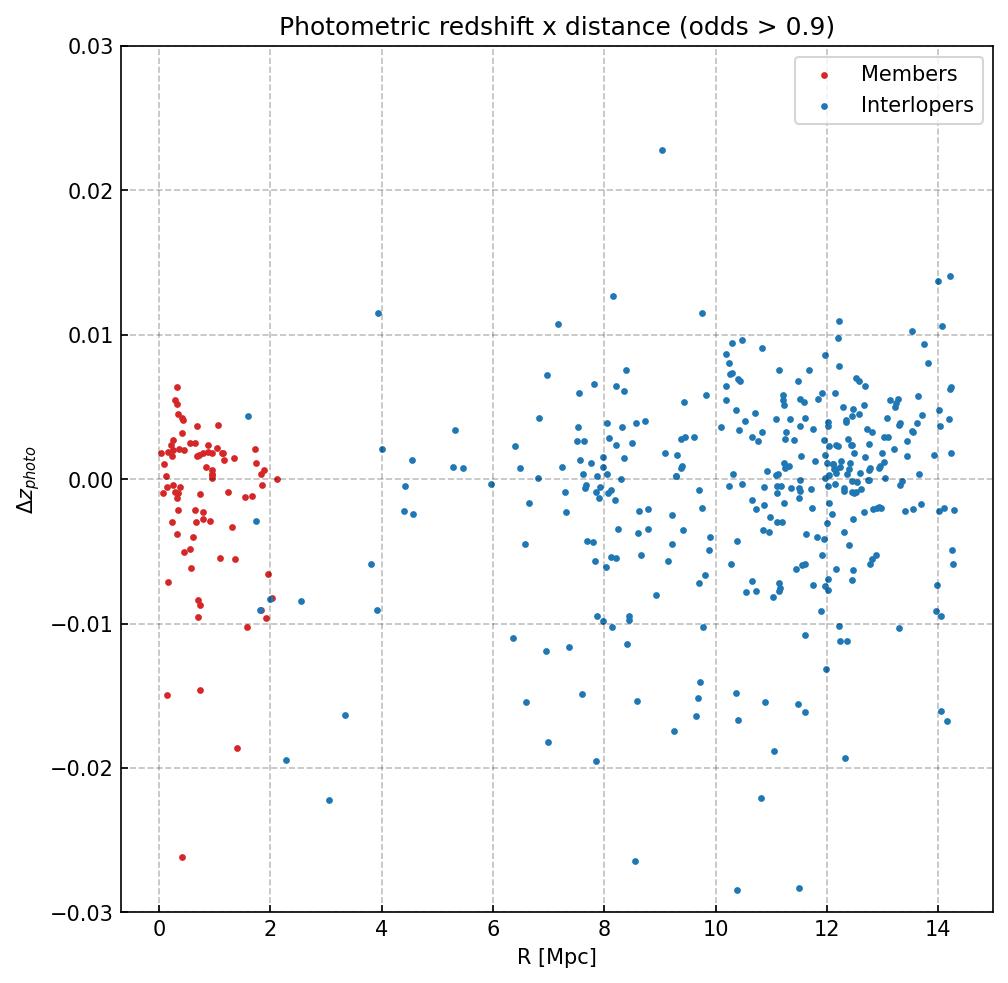 Photometric redshift x distance (odds > 0.9)
Members
Interlopers
0.03
0.02
0.01
0.00
−0.01
−0.02
−0.03
Δz_photo
0 2 4 6 8 10 12 14
R [Mpc]